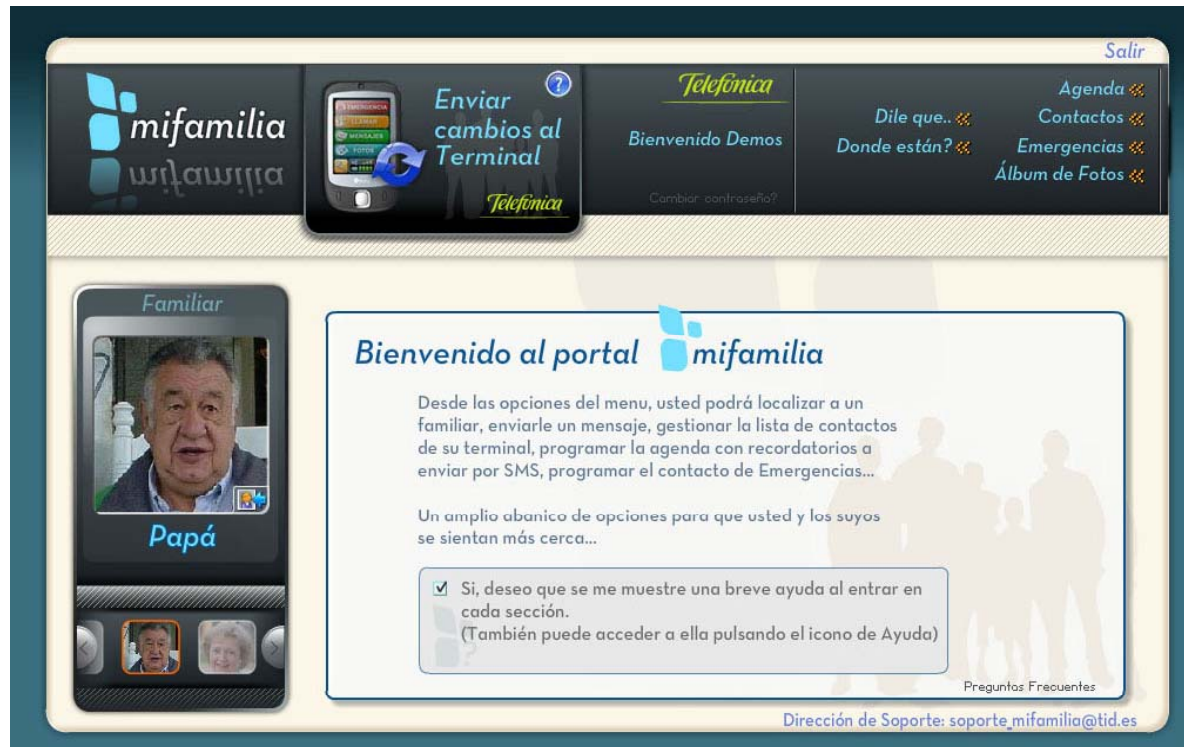 Salir
mifamilia
EMERGENCIA
LLAMAR
MENSAJES
FOTOS
Enviar
cambios al
Terminal
?
Telefónica
Telefónica
Bienvenido Demos
Cambiar contraseña?
Dile que..
Donde están?
Agenda
Contactos
Emergencias
Álbum de Fotos
Familiar
Papá
Bienvenido al portal mifamilia
Desde las opciones del menu, usted podrá localizar a un
familiar, enviarle un mensaje, gestionar la lista de contactos
de su terminal, programar la agenda con recordatorios a
enviar por SMS, programar el contacto de Emergencias...
Un amplio abanico de opciones para que usted y los suyos
se sientan más cerca...
Si, deseo que se me muestre una breve ayuda al entrar en
cada sección.
(También puede acceder a ella pulsando el icono de Ayuda)
Preguntas Frecuentes
Dirección de Soporte: soporte_mifamilia@tid.es